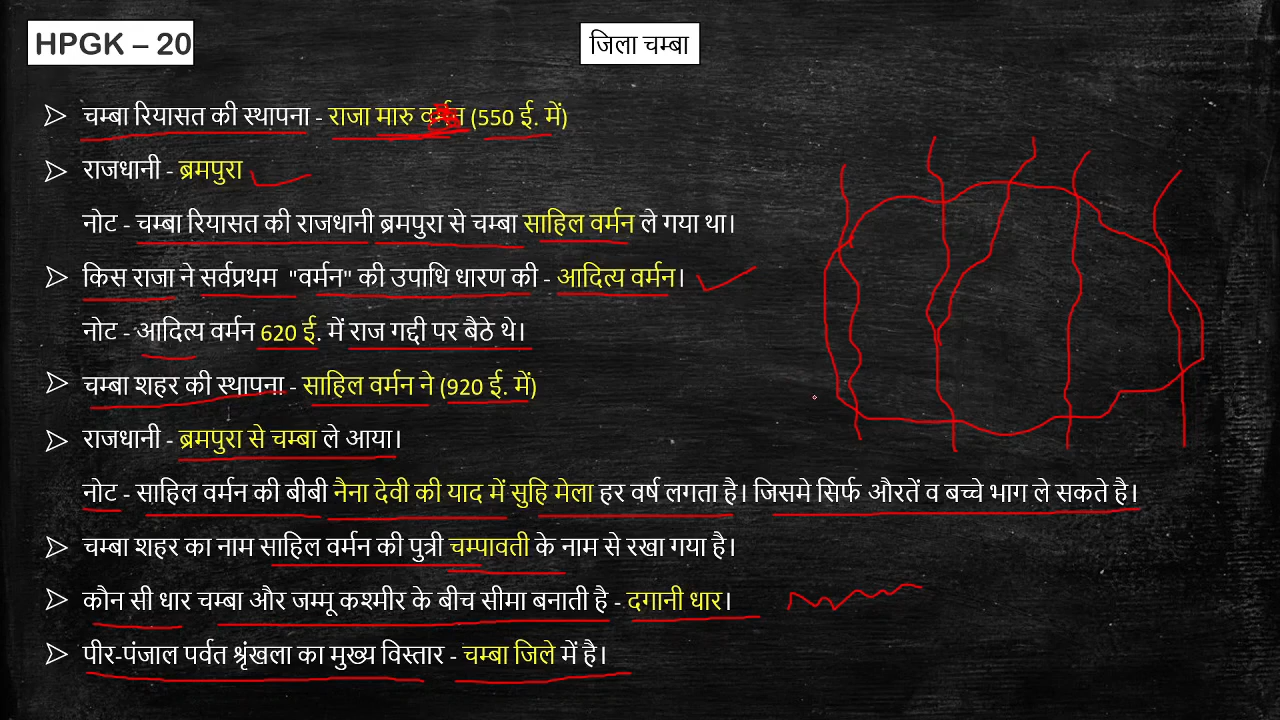 HPGK – 20
जिला चम्बा
चम्बा रियासत की स्थापना - राजा मारु वर्मन (550 ई. में)
राजधानी - ब्रमपुरा
नोट - चम्बा रियासत की राजधानी ब्रमपुरा से चम्बा साहिल वर्मन ले गया था।
किस राजा ने सर्वप्रथम "वर्मन" की उपाधि धारण की - आदित्य वर्मन।
नोट - आदित्य वर्मन 620 ई. में राज गद्दी पर बैठे थे।
चम्बा शहर की स्थापना - साहिल वर्मन ने (920 ई. में)
राजधानी - ब्रमपुरा से चम्बा ले आया।
नोट - साहिल वर्मन की बीबी नैना देवी की याद में सुहि मेला हर वर्ष लगता है। जिसमे सिर्फ औरतें व बच्चे भाग ले सकते है।
चम्बा शहर का नाम साहिल वर्मन की पुत्री चम्पावती के नाम से रखा गया है।
कौन सी धार चम्बा और जम्मू कश्मीर के बीच सीमा बनाती है - दगानी धार।
पीर-पंजाल पर्वत श्रृंखला का मुख्य विस्तार - चम्बा जिले में है।